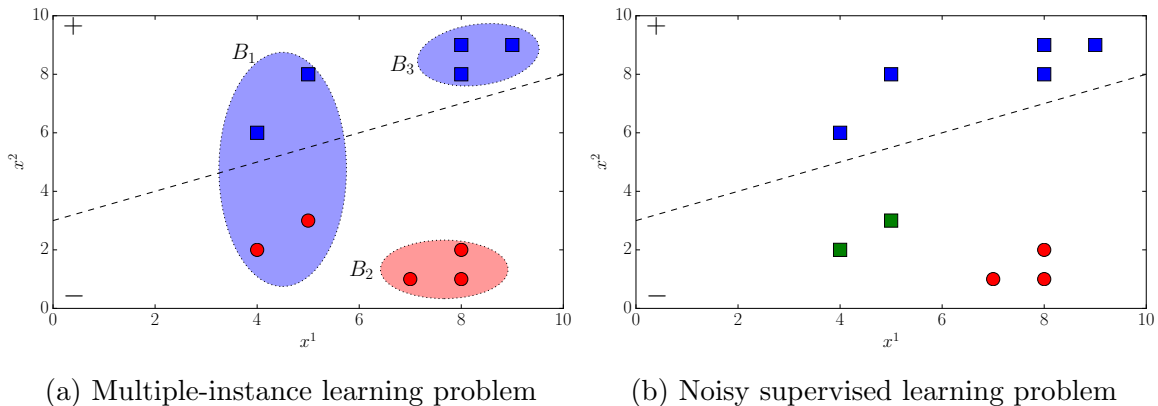 +
B₁
B₃
B₂
−
10
8
6
4
2
0
x²
0 2 4 6 8 10
x¹
(a) Multiple-instance learning problem
+
−
10
8
6
4
2
0
x²
0 2 4 6 8 10
x¹
(b) Noisy supervised learning problem